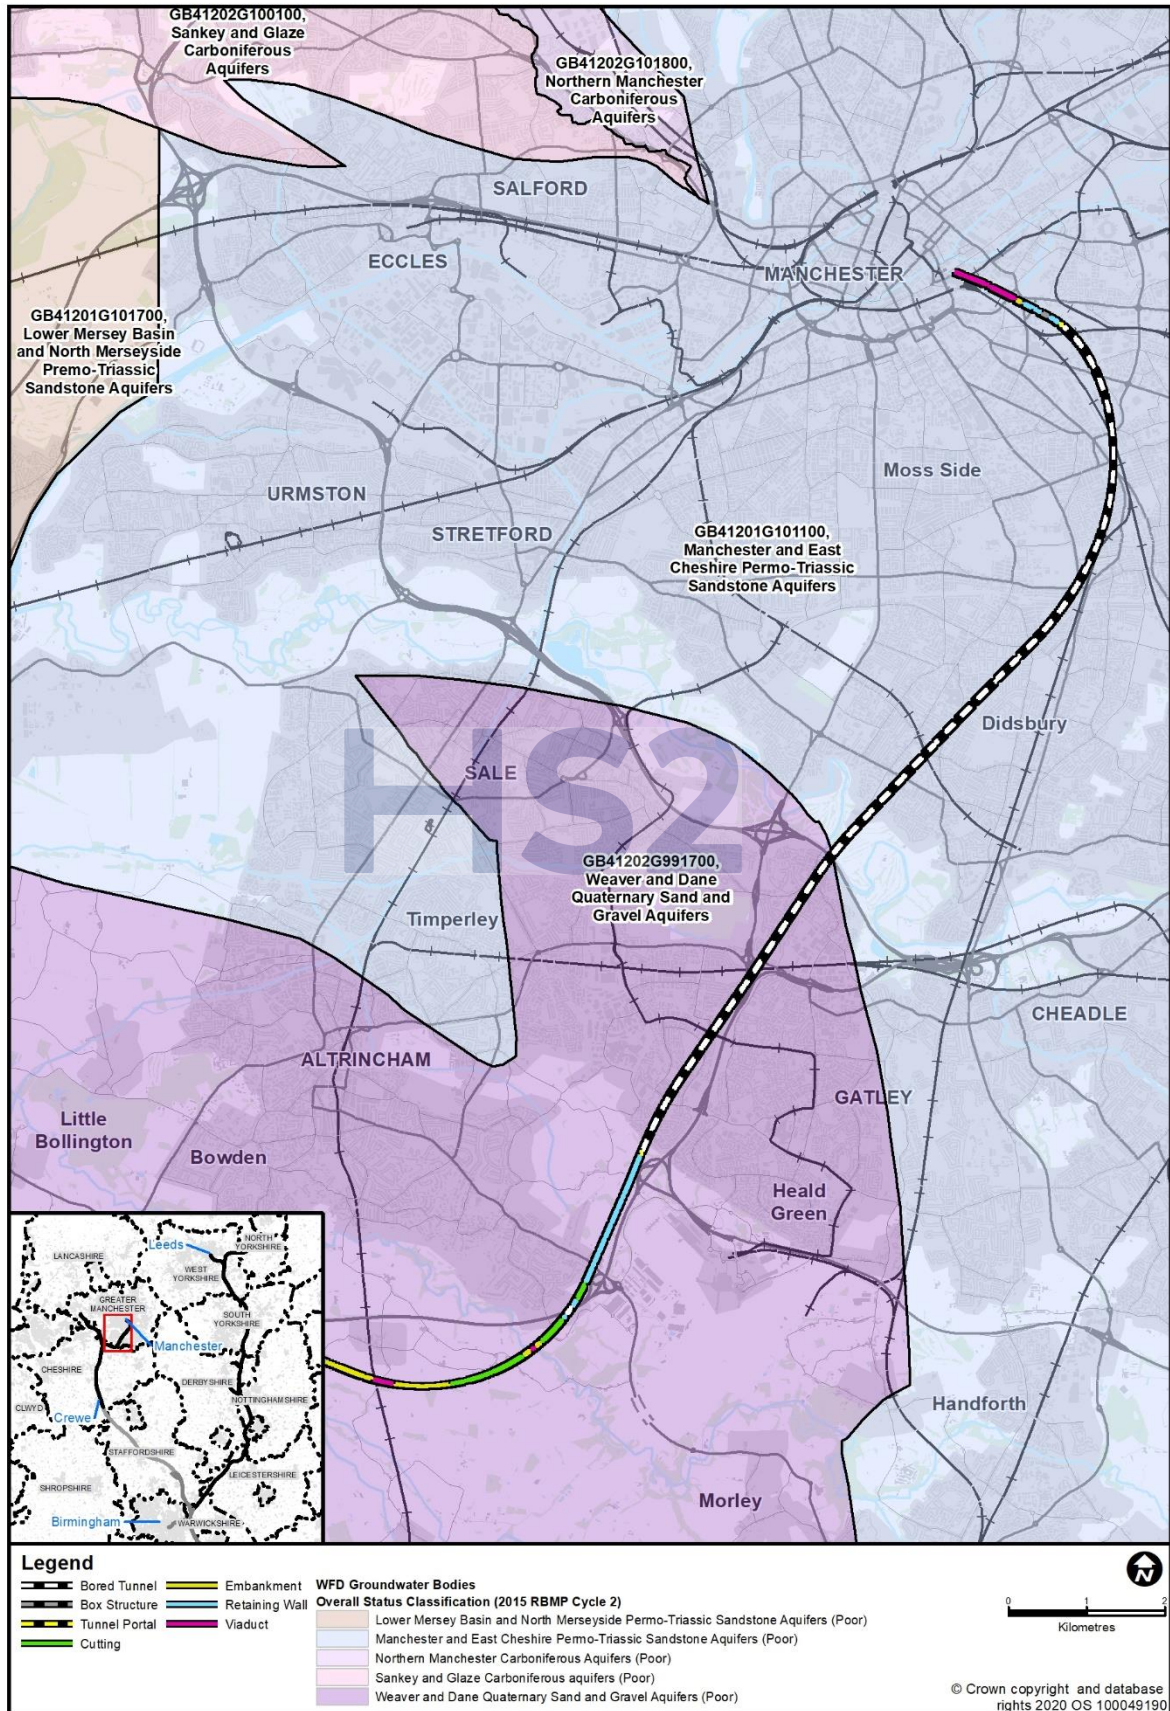 GB41202G100100,
Sankey and Glaze
Carboniferous
Aquifers
GB41202G101800,
Northern Manchester
Carboniferous
Aquifers
SALFORD
ECCLES
MANCHESTER
GB41201G101700,
Lower Mersey Basin
and North Merseyside
Premo-Triassic
Sandstone Aquifers
Moss Side
URMSTON
STRETFORD
GB41201G101100,
Manchester and East
Cheshire Permo-Triassic
Sandstone Aquifers
Didsbury
HS2
SALE
GB41202G991700,
Weaver and Dane
Quaternary Sand and
Gravel Aquifers
Timperley
CHEADLE
ALTRINCHAM
GATLEY
Little
Bollington
Bowden
Heald
Green
Handforth
Morley
Leeds
NORTH
YORKSHIRE
LANCASHIRE
WEST
YORKSHIRE
GREATER
MANCHESTER
SOUTH
YORKSHIRE
Manchester
CHESHIRE
DERBYSHIRE
NOTTINGHAMSHIRE
CLWYD
Crewe
STAFFORDSHIRE
LEICESTERSHIRE
SHROPSHIRE
Birmingham
WARWICKSHIRE
Legend
Bored Tunnel
Box Structure
Tunnel Portal
Cutting
Embankment
Retaining Wall
Viaduct
WFD Groundwater Bodies
Overall Status Classification (2015 RBMP Cycle 2)
Lower Mersey Basin and North Merseyside Permo-Triassic Sandstone Aquifers (Poor)
Manchester and East Cheshire Permo-Triassic Sandstone Aquifers (Poor)
Northern Manchester Carboniferous Aquifers (Poor)
Sankey and Glaze Carboniferous aquifers (Poor)
Weaver and Dane Quaternary Sand and Gravel Aquifers (Poor)
N
0 1 2
Kilometres
© Crown copyright and database
rights 2020 OS 100049190